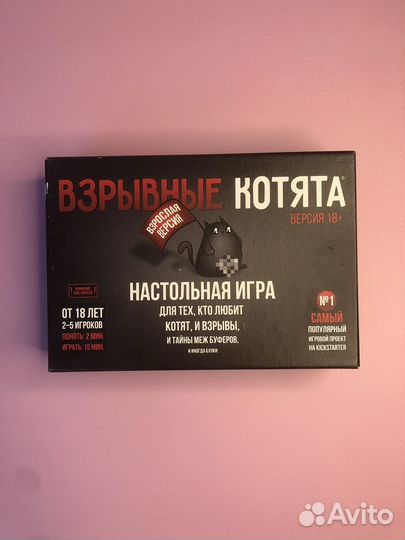 ВЗРЫВНЫЕ КОТЯТА
ВЕРСИЯ 18+
ВЗРОСЛАЯ
ВЕРСИЯ
НАСТОЛЬНАЯ ИГРА
ДЛЯ ТЕХ, КТО ЛЮБИТ
КОТЯТ, И ВЗРЫВЫ,
И ТАЙНЫ МЕЖ БУФЕРОВ,
И ИНОГДА БУЛКИ
ОТ 18 ЛЕТ
2-5 ИГРОКОВ
ПОНЯТЬ: 2 МИН.
ИГРАТЬ: 15 МИН.
№1
САМЫЙ
ПОПУЛЯРНЫЙ
ИГРОВОЙ ПРОЕКТ
НА KICKSTARTER
Avito